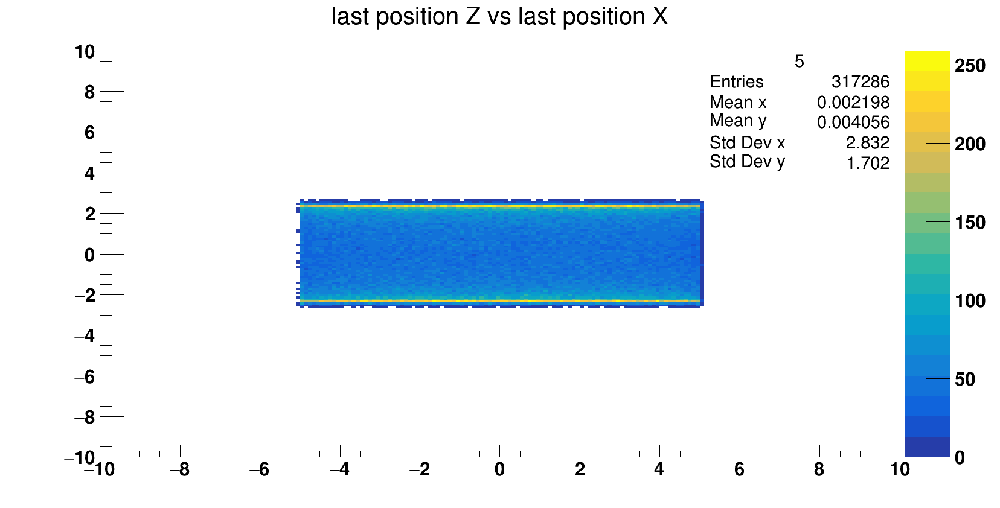 last position Z vs last position X
5
Entries 317286
Mean x 0.002198
Mean y 0.004056
Std Dev x 2.832
Std Dev y 1.702
10
8
6
4
2
0
−2
−4
−6
−8
−10
−10 −8 −6 −4 −2 0 2 4 6 8 10
250
200
150
100
50
0